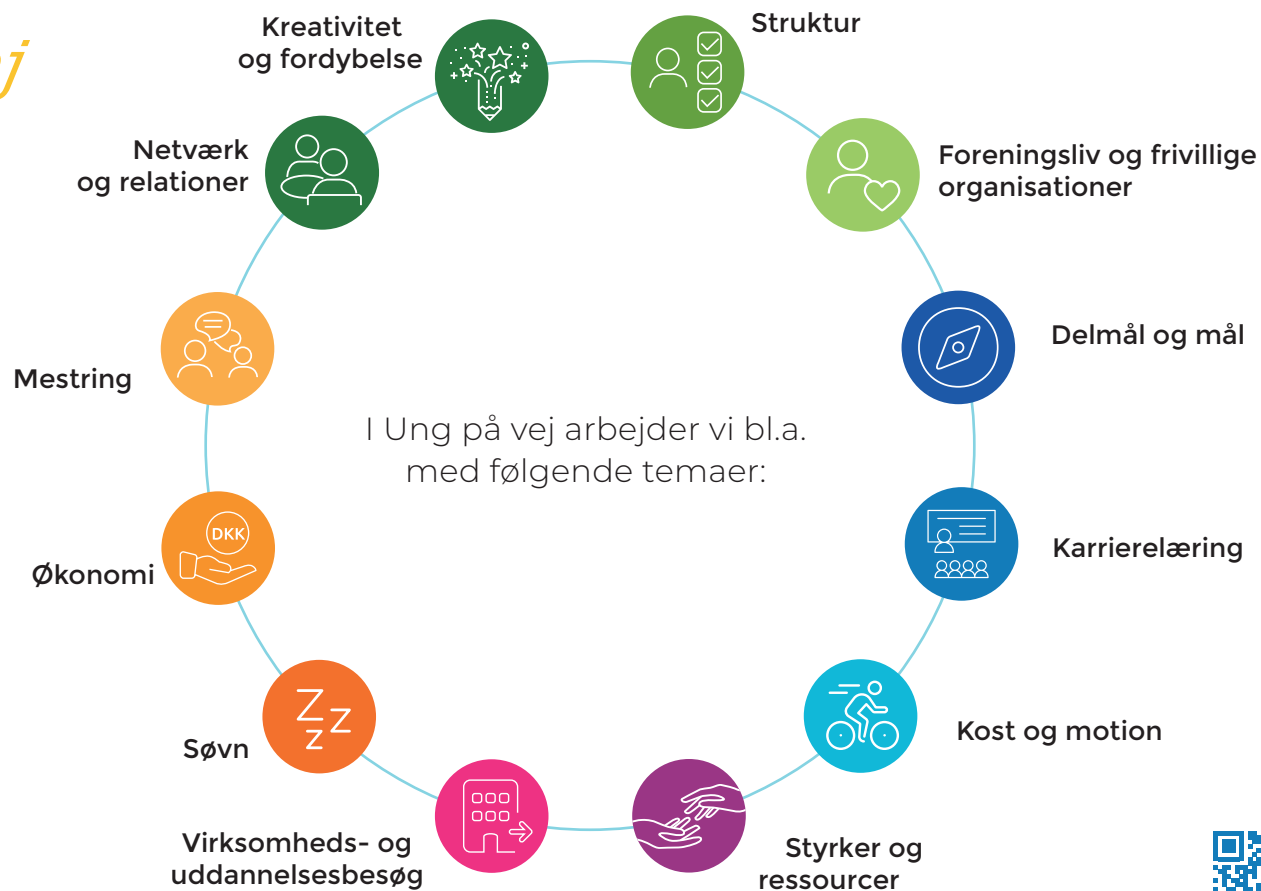 Kreativitet
og fordybelse
Struktur
Netværk
og relationer
Foreningsliv og frivillige
organisationer
Mestring
Delmål og mål
I Ung på vej arbejder vi bl.a.
med følgende temaer:
DKK
Økonomi
Karrierelæring
Z
Z
z
Søvn
Kost og motion
Virksomheds- og
uddannelsesbesøg
Styrker og
ressourcer